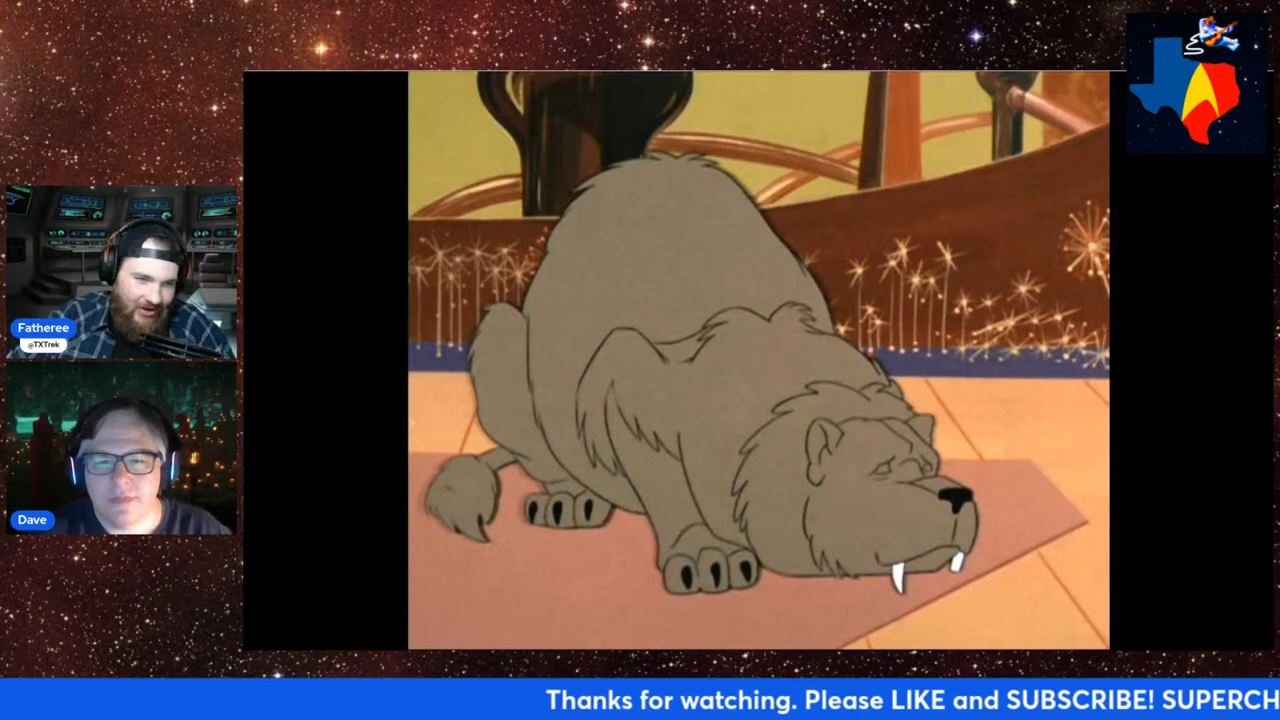 Fatheree
@TXTrek
Dave
Thanks for watching. Please LIKE and SUBSCRIBE! SUPERCH